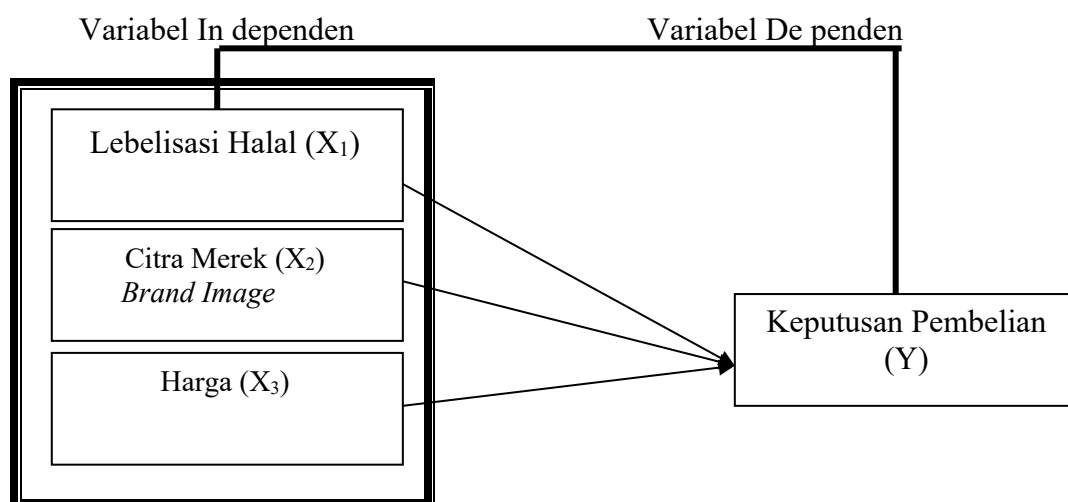 Variabel In dependen
Variabel De penden
Lebelisasi Halal (X₁)
Citra Merek (X₂)
Brand Image
Harga (X₃)
Keputusan Pembelian
(Y)